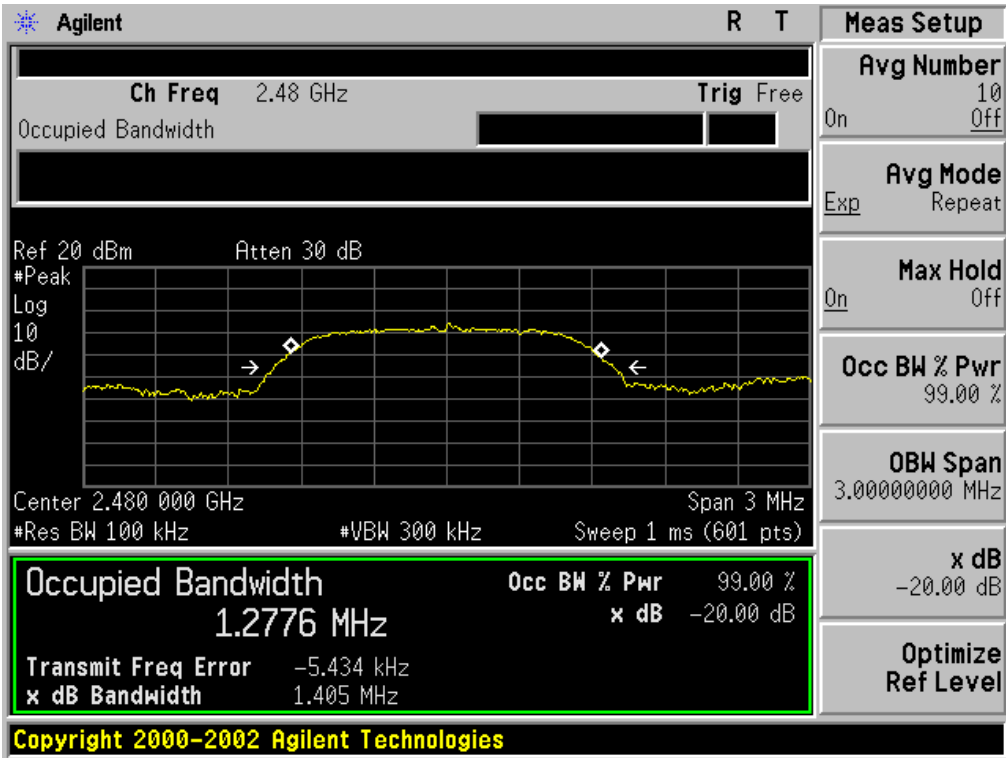 Agilent R T
Ch Freq 2.48 GHz Trig Free
Occupied Bandwidth
Ref 20 dBm Atten 30 dB
#Peak
Log
10
dB/
Center 2.480 000 GHz Span 3 MHz
#Res BW 100 kHz #VBW 300 kHz Sweep 1 ms (601 pts)
Occupied Bandwidth Occ BW % Pwr 99.00 %
1.2776 MHz x dB -20.00 dB
Transmit Freq Error -5.434 kHz
x dB Bandwidth 1.405 MHz
Copyright 2000-2002 Agilent Technologies
Meas Setup
Avg Number
10
On Off
Avg Mode
Exp Repeat
Max Hold
On Off
Occ BW % Pwr
99.00 %
OBW Span
3.00000000 MHz
x dB
-20.00 dB
Optimize
Ref Level